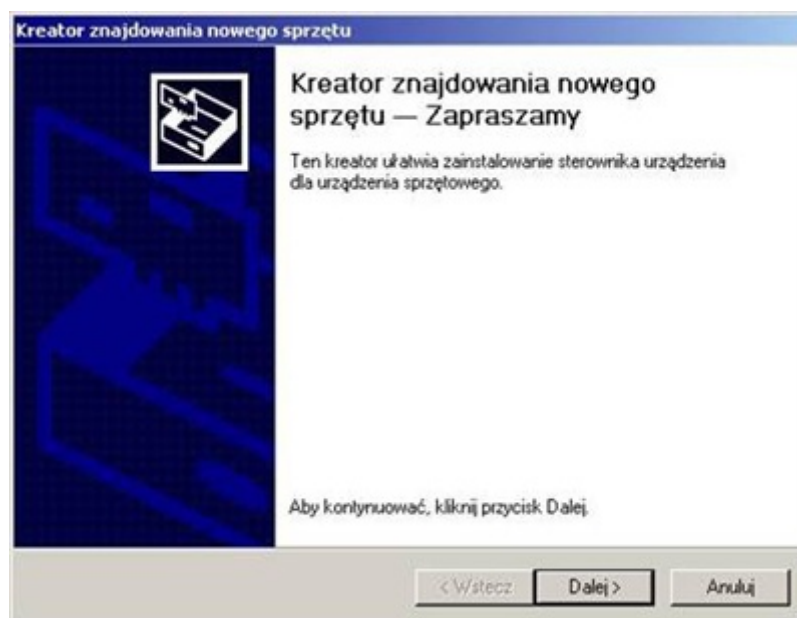 Kreator znajdowania nowego sprzętu
Kreator znajdowania nowego
sprzętu — Zapraszamy
Ten kreator ułatwia zainstalowanie sterownika urządzenia
dla urządzenia sprzętowego.
Aby kontynuować, kliknij przycisk Dalej.
< Wstecz
Dalej >
Anuluj